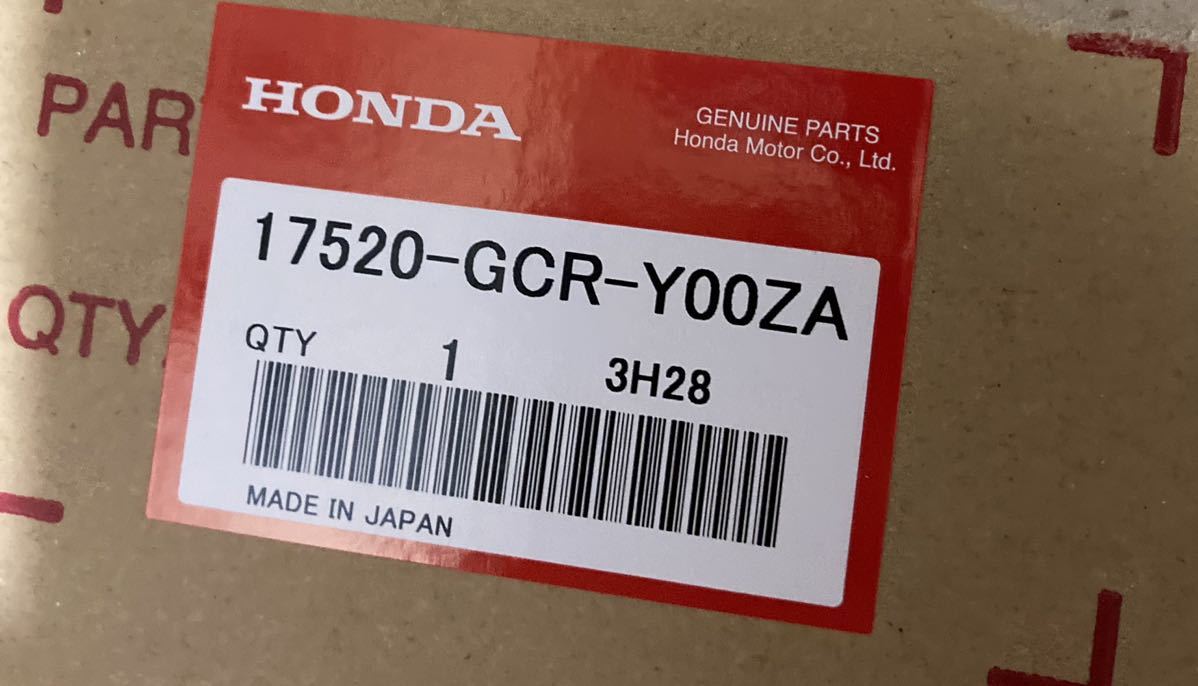 HONDA
GENUINE PARTS
Honda Motor Co., Ltd.
PAR
17520-GCR-Y00ZA
QTY 1 3H28
QTY
MADE IN JAPAN